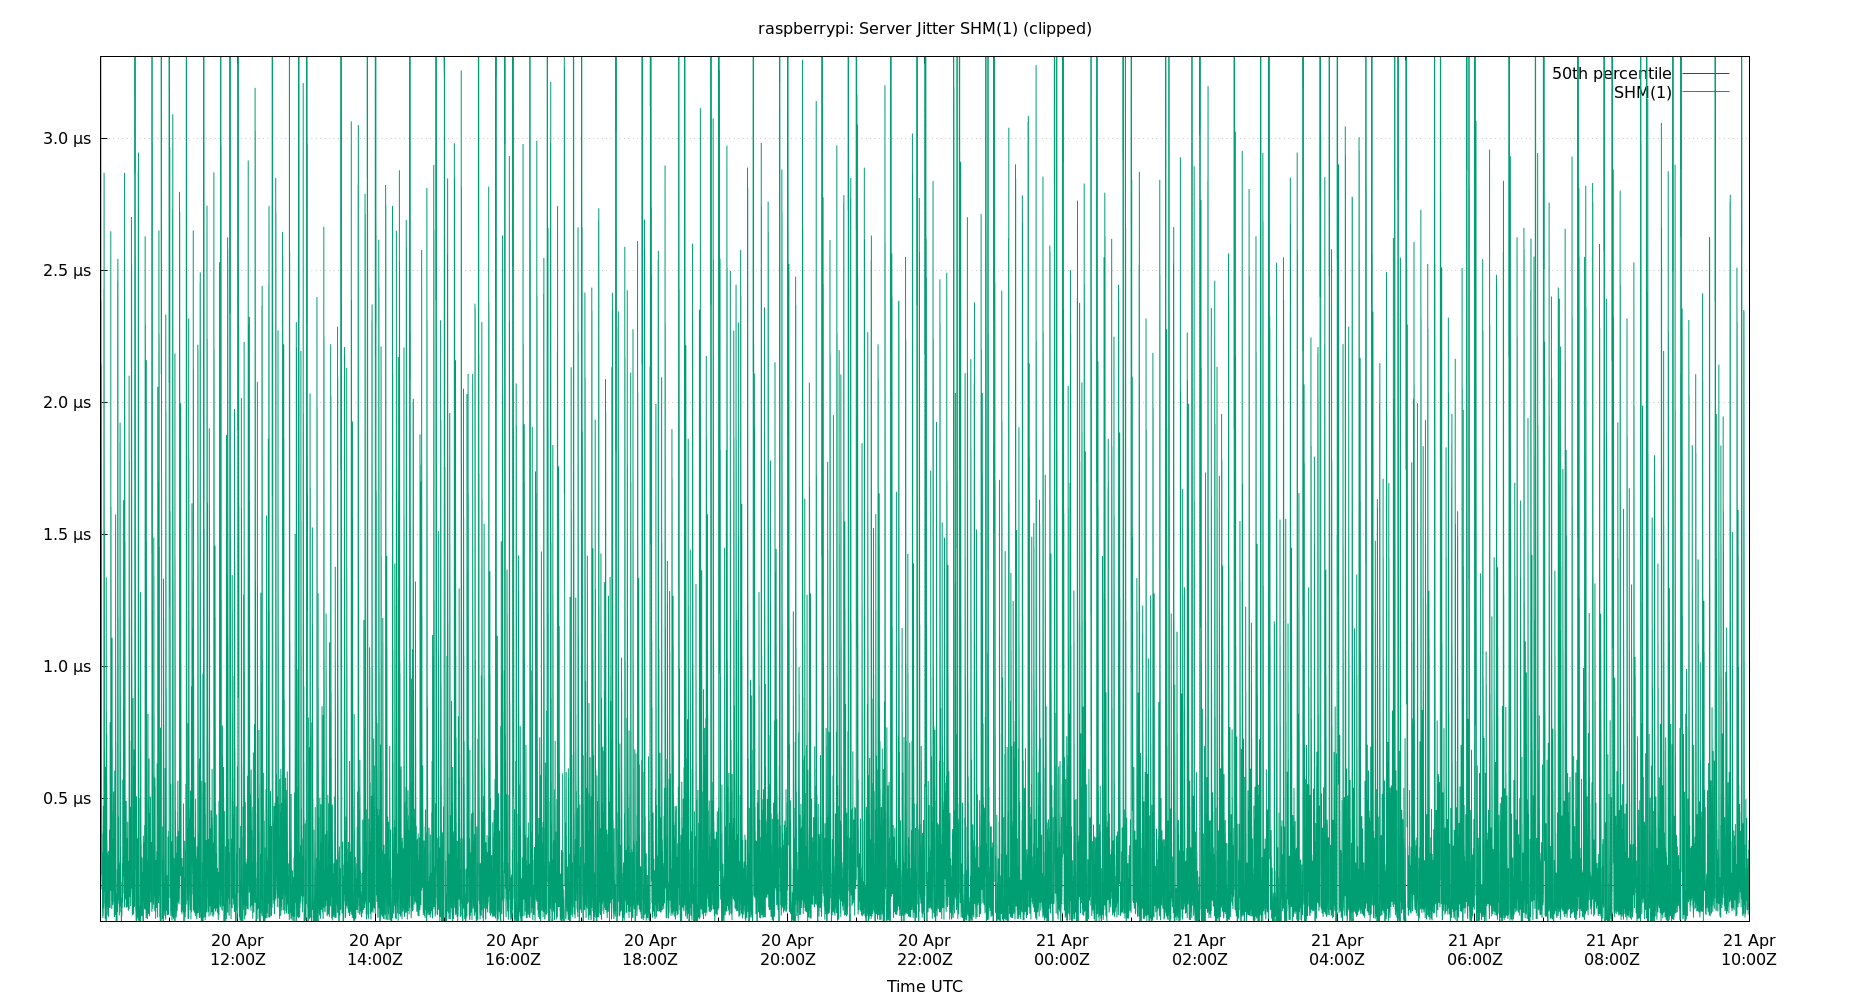 raspberrypi: Server Jitter SHM(1) (clipped)
50th percentile
SHM(1)
3.0 µs
2.5 µs
2.0 µs
1.5 µs
1.0 µs
0.5 µs
20 Apr 20 Apr 20 Apr 20 Apr 20 Apr 20 Apr 21 Apr 21 Apr 21 Apr 21 Apr 21 Apr 21 Apr
12:00Z 14:00Z 16:00Z 18:00Z 20:00Z 22:00Z 00:00Z 02:00Z 04:00Z 06:00Z 08:00Z 10:00Z
Time UTC